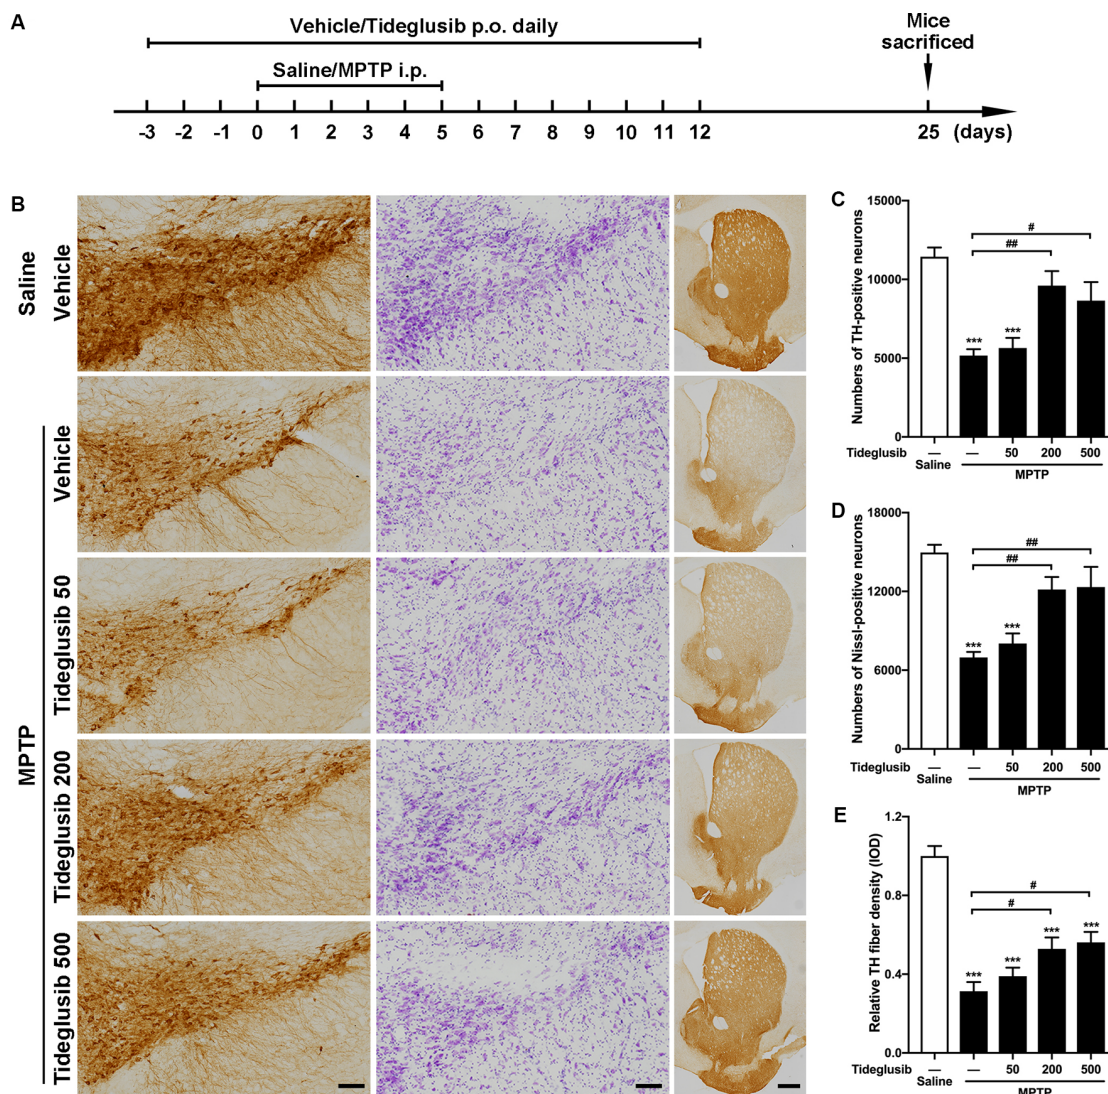 A
Vehicle/Tideglusib p.o. daily
Mice
sacrificed
Saline/MPTP i.p.
-3 -2 -1 0 1 2 3 4 5 6 7 8 9 10 11 12 25 (days)
B
Saline
Vehicle
MPTP
Vehicle
Tideglusib 50
Tideglusib 200
Tideglusib 500
C
Numbers of TH-positive neurons
15000
10000
5000
0
#
##
*** ***
Tideglusib — — 50 200 500
Saline
MPTP
D
Numbers of Nissl-positive neurons
18000
12000
6000
0
##
##
*** ***
Tideglusib — — 50 200 500
Saline
MPTP
E
Relative TH fiber density (IOD)
1.2
0.8
0.4
0.0
#
#
*** *** *** ***
Tideglusib — — 50 200 500
Saline
MPTP